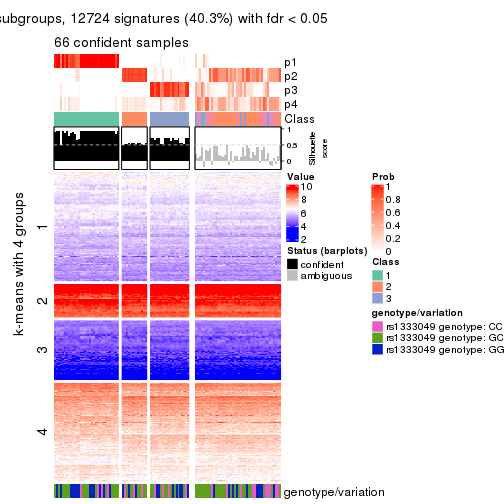 subgroups, 12724 signatures (40.3%) with fdr < 0.05
66 confident samples
p1
p2
p3
p4
Class
1
0.5
0
Silhouette
score
k-means with 4 groups
1
2
3
4
Value
10
8
6
4
2
Status (barplots)
confident
ambiguous
Prob
1
0.8
0.6
0.4
0.2
0
Class
1
2
3
genotype/variation
rs1333049 genotype: CC
rs1333049 genotype: GC
rs1333049 genotype: GG
genotype/variation